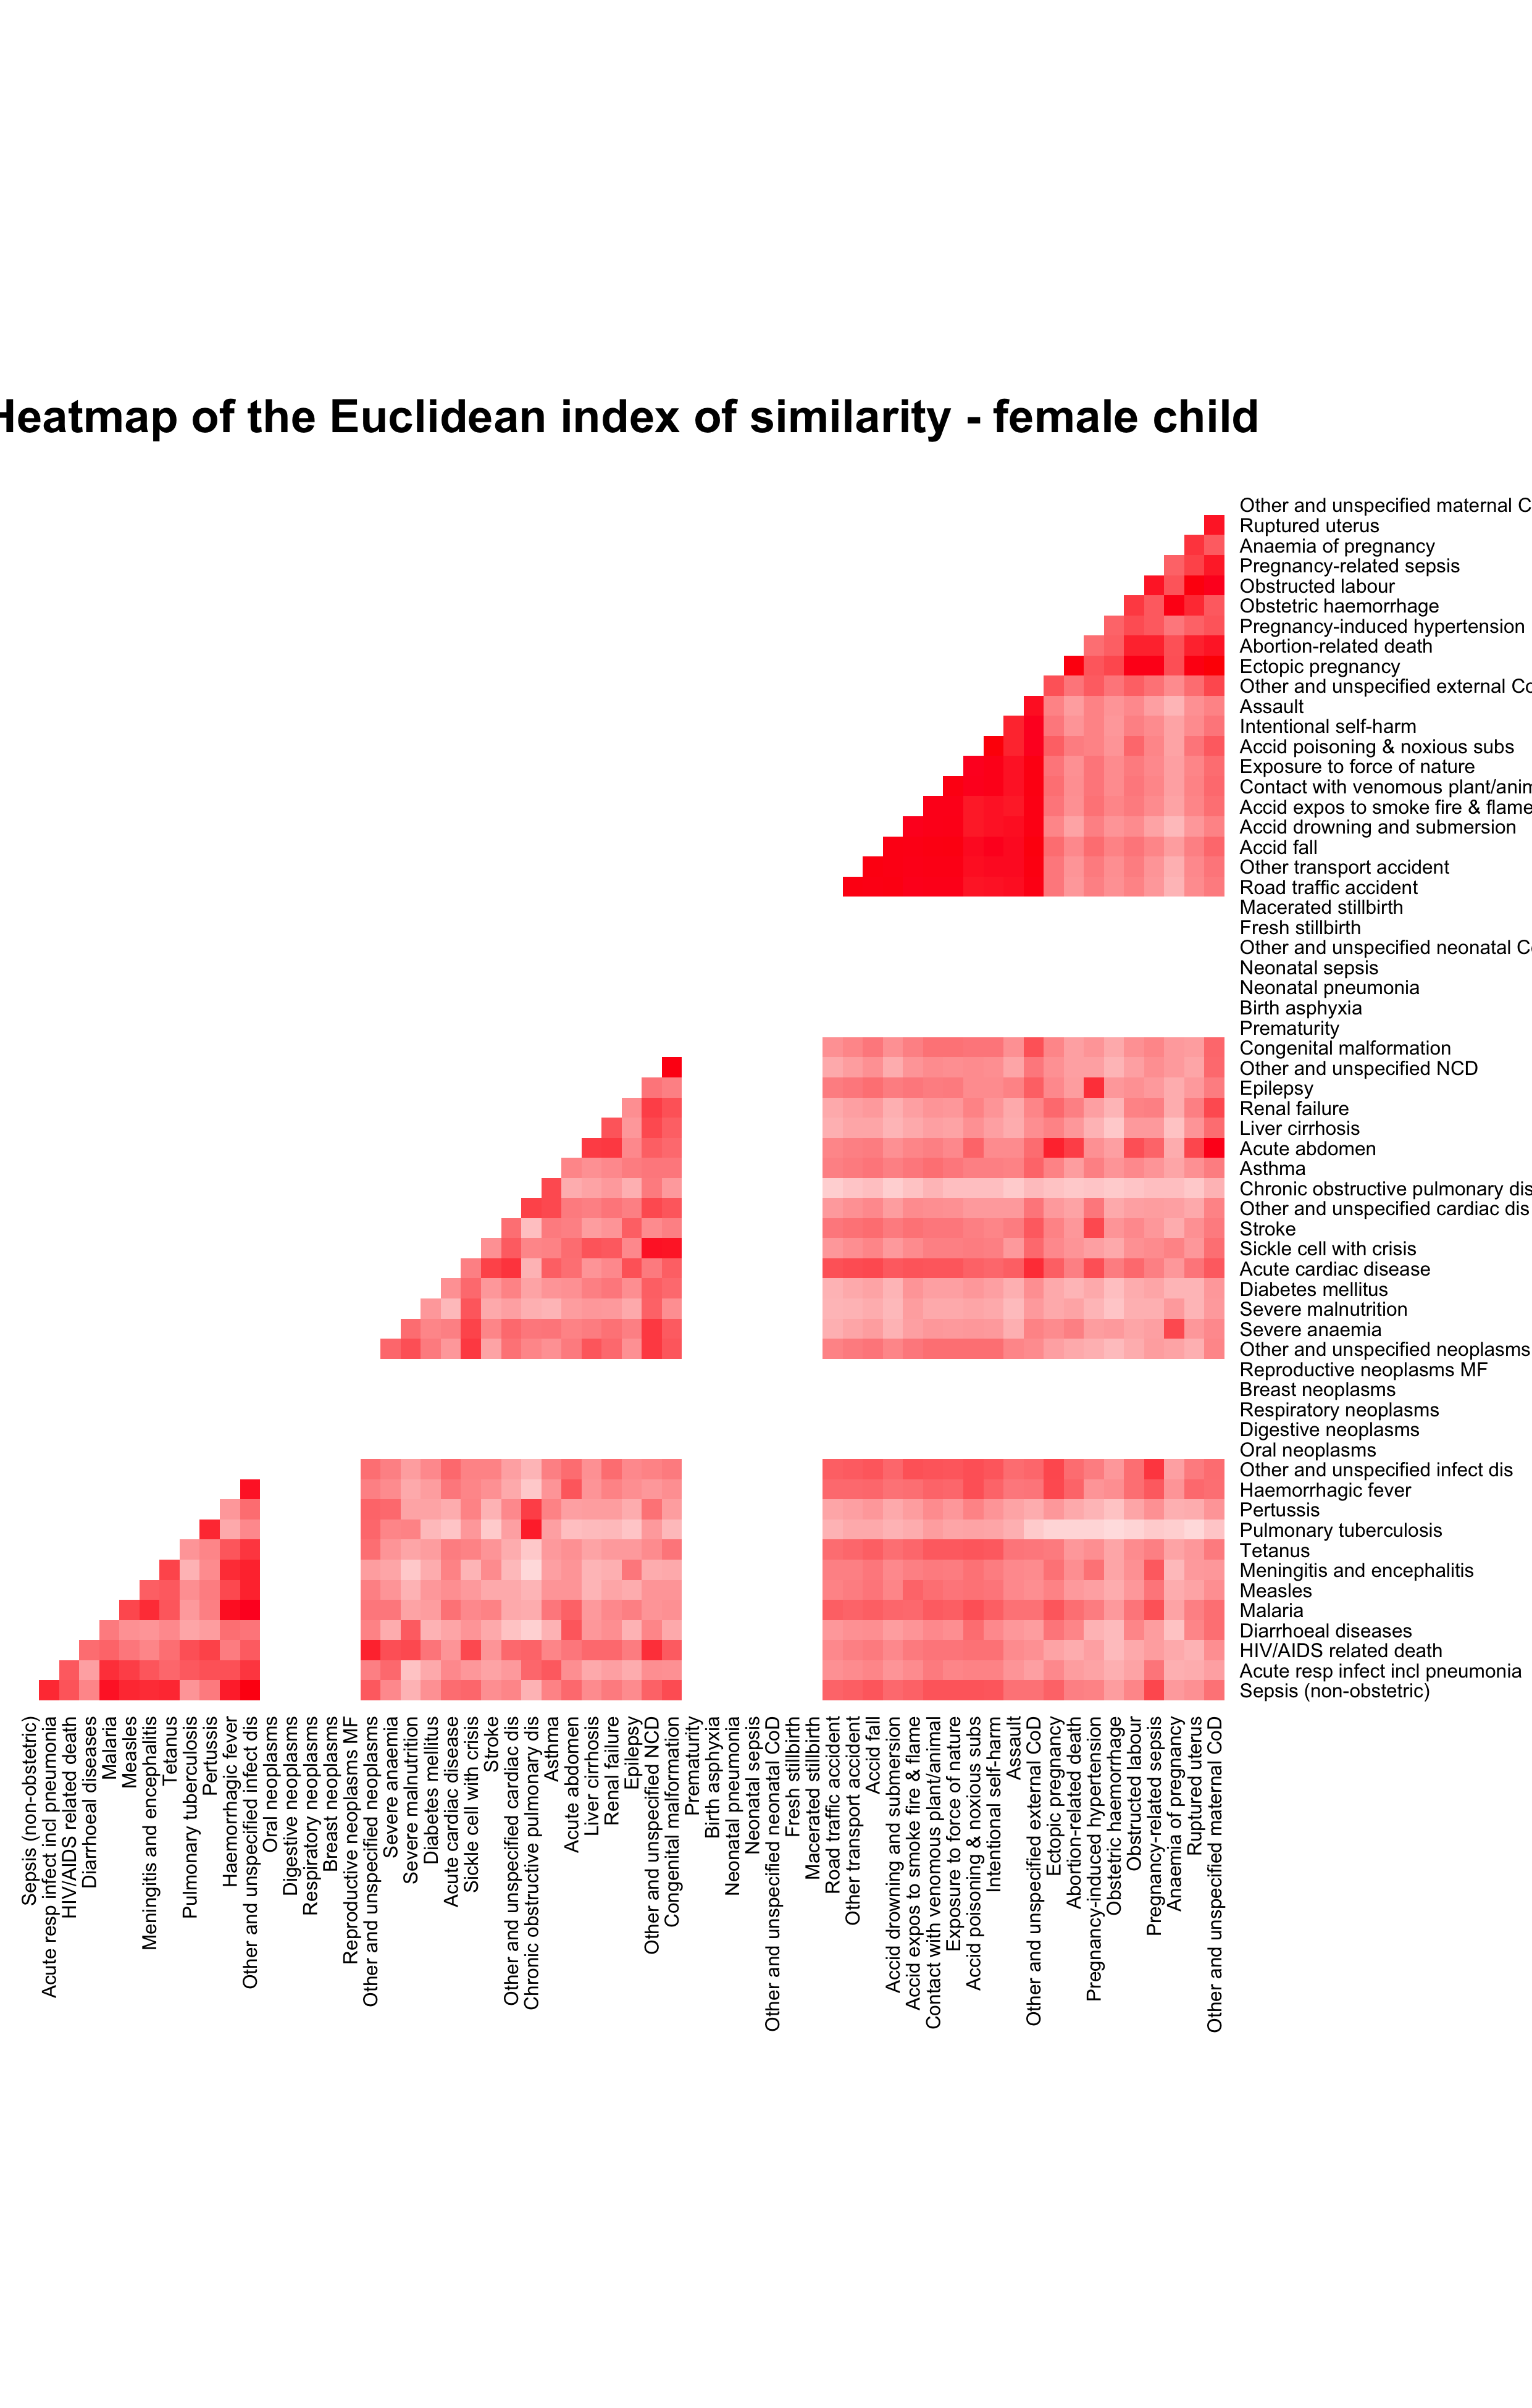 Heatmap of the Euclidean index of similarity - female child
Other and unspecified maternal C
Ruptured uterus
Anaemia of pregnancy
Pregnancy-related sepsis
Obstructed labour
Obstetric haemorrhage
Pregnancy-induced hypertension
Abortion-related death
Ectopic pregnancy
Other and unspecified external Co
Assault
Intentional self-harm
Accid poisoning & noxious subs
Exposure to force of nature
Contact with venomous plant/anim
Accid expos to smoke fire & flame
Accid drowning and submersion
Accid fall
Other transport accident
Road traffic accident
Macerated stillbirth
Fresh stillbirth
Other and unspecified neonatal Co
Neonatal sepsis
Neonatal pneumonia
Birth asphyxia
Prematurity
Congenital malformation
Other and unspecified NCD
Epilepsy
Renal failure
Liver cirrhosis
Acute abdomen
Asthma
Chronic obstructive pulmonary dis
Other and unspecified cardiac dis
Stroke
Sickle cell with crisis
Acute cardiac disease
Diabetes mellitus
Severe malnutrition
Severe anaemia
Other and unspecified neoplasms
Reproductive neoplasms MF
Breast neoplasms
Respiratory neoplasms
Digestive neoplasms
Oral neoplasms
Other and unspecified infect dis
Haemorrhagic fever
Pertussis
Pulmonary tuberculosis
Tetanus
Meningitis and encephalitis
Measles
Malaria
Diarrhoeal diseases
HIV/AIDS related death
Acute resp infect incl pneumonia
Sepsis (non-obstetric)
Sepsis (non-obstetric)
Acute resp infect incl pneumonia
HIV/AIDS related death
Diarrhoeal diseases
Malaria
Measles
Meningitis and encephalitis
Tetanus
Pulmonary tuberculosis
Pertussis
Haemorrhagic fever
Other and unspecified infect dis
Oral neoplasms
Digestive neoplasms
Respiratory neoplasms
Breast neoplasms
Reproductive neoplasms MF
Other and unspecified neoplasms
Severe anaemia
Severe malnutrition
Diabetes mellitus
Acute cardiac disease
Sickle cell with crisis
Stroke
Other and unspecified cardiac dis
Chronic obstructive pulmonary dis
Asthma
Acute abdomen
Liver cirrhosis
Renal failure
Epilepsy
Other and unspecified NCD
Congenital malformation
Prematurity
Birth asphyxia
Neonatal pneumonia
Neonatal sepsis
Other and unspecified neonatal CoD
Fresh stillbirth
Macerated stillbirth
Road traffic accident
Other transport accident
Accid fall
Accid drowning and submersion
Accid expos to smoke fire & flame
Contact with venomous plant/animal
Exposure to force of nature
Accid poisoning & noxious subs
Intentional self-harm
Assault
Other and unspecified external CoD
Ectopic pregnancy
Abortion-related death
Pregnancy-induced hypertension
Obstetric haemorrhage
Obstructed labour
Pregnancy-related sepsis
Anaemia of pregnancy
Ruptured uterus
Other and unspecified maternal CoD